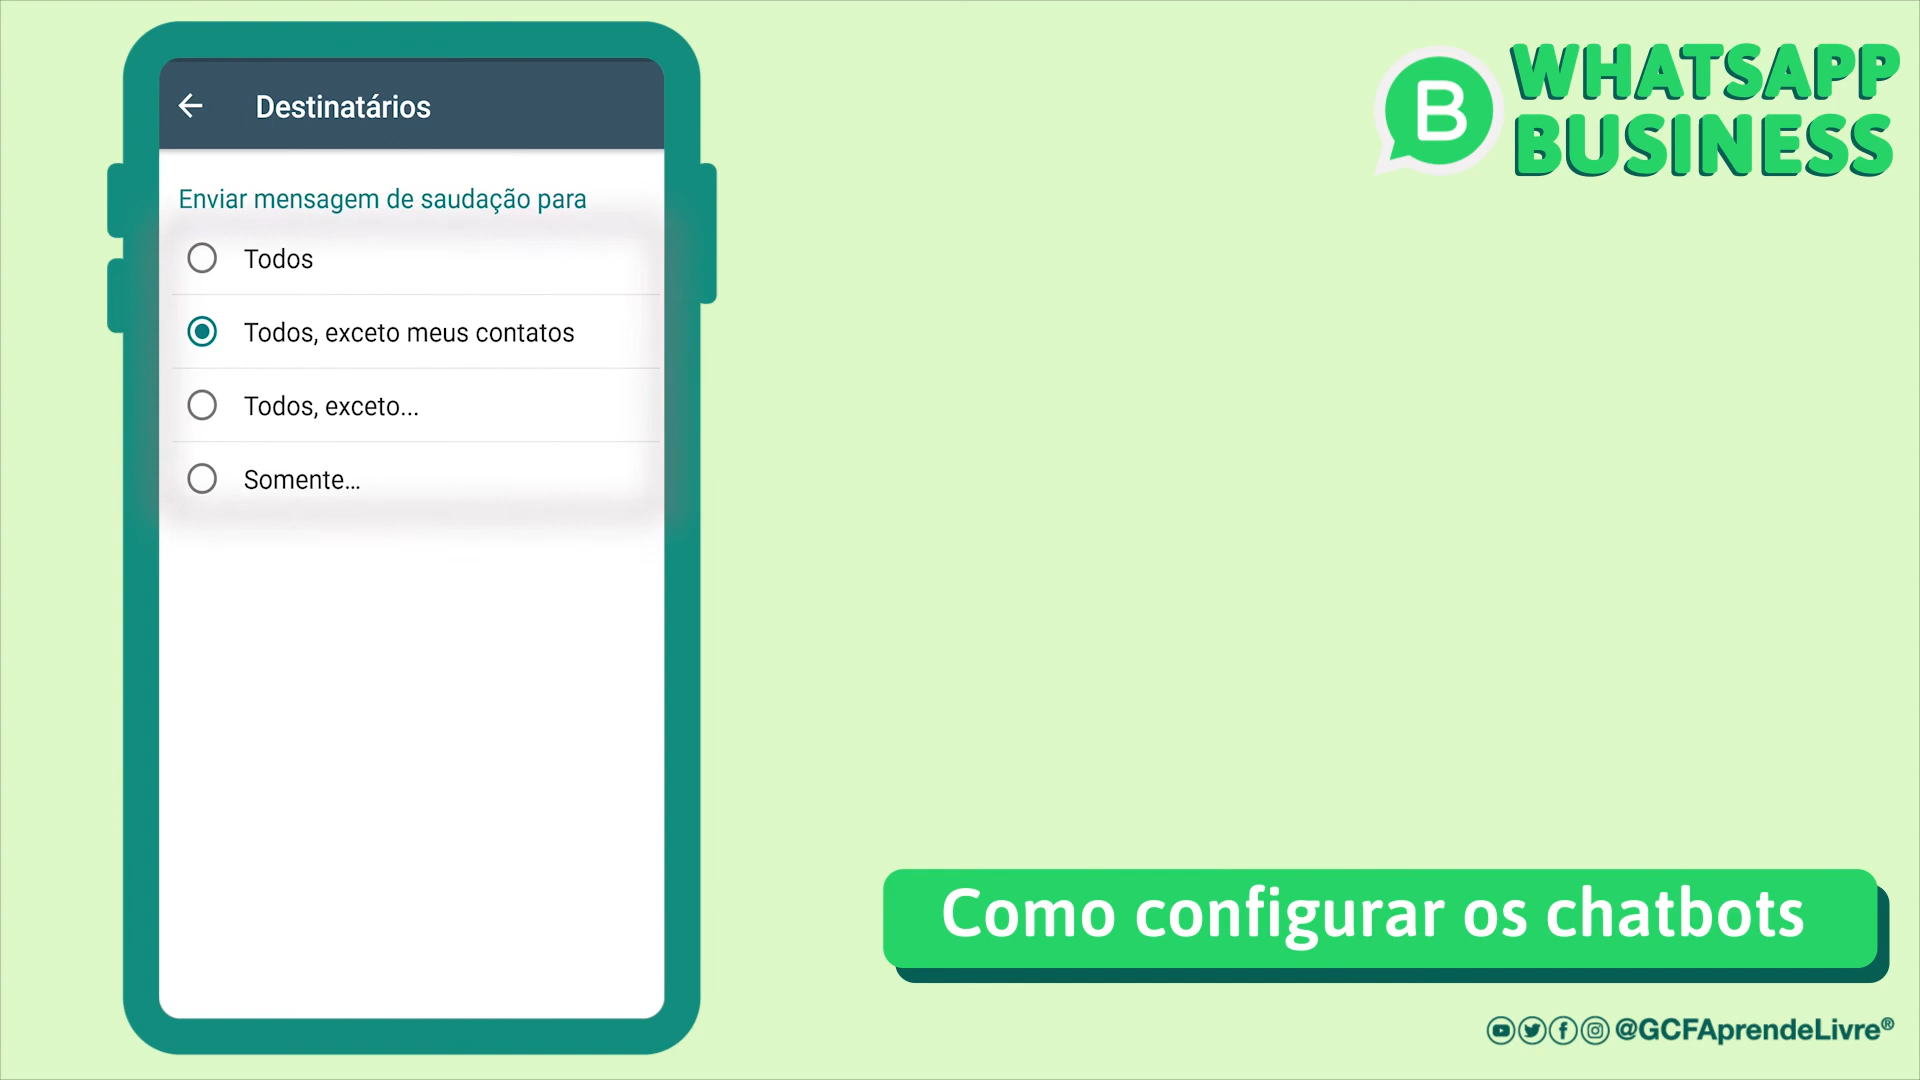 Destinatários
Enviar mensagem de saudação para
Todos
Todos, exceto meus contatos
Todos, exceto...
Somente...
B
WHATSAPP
BUSINESS
Como configurar os chatbots
@GCFAprendeLivre®